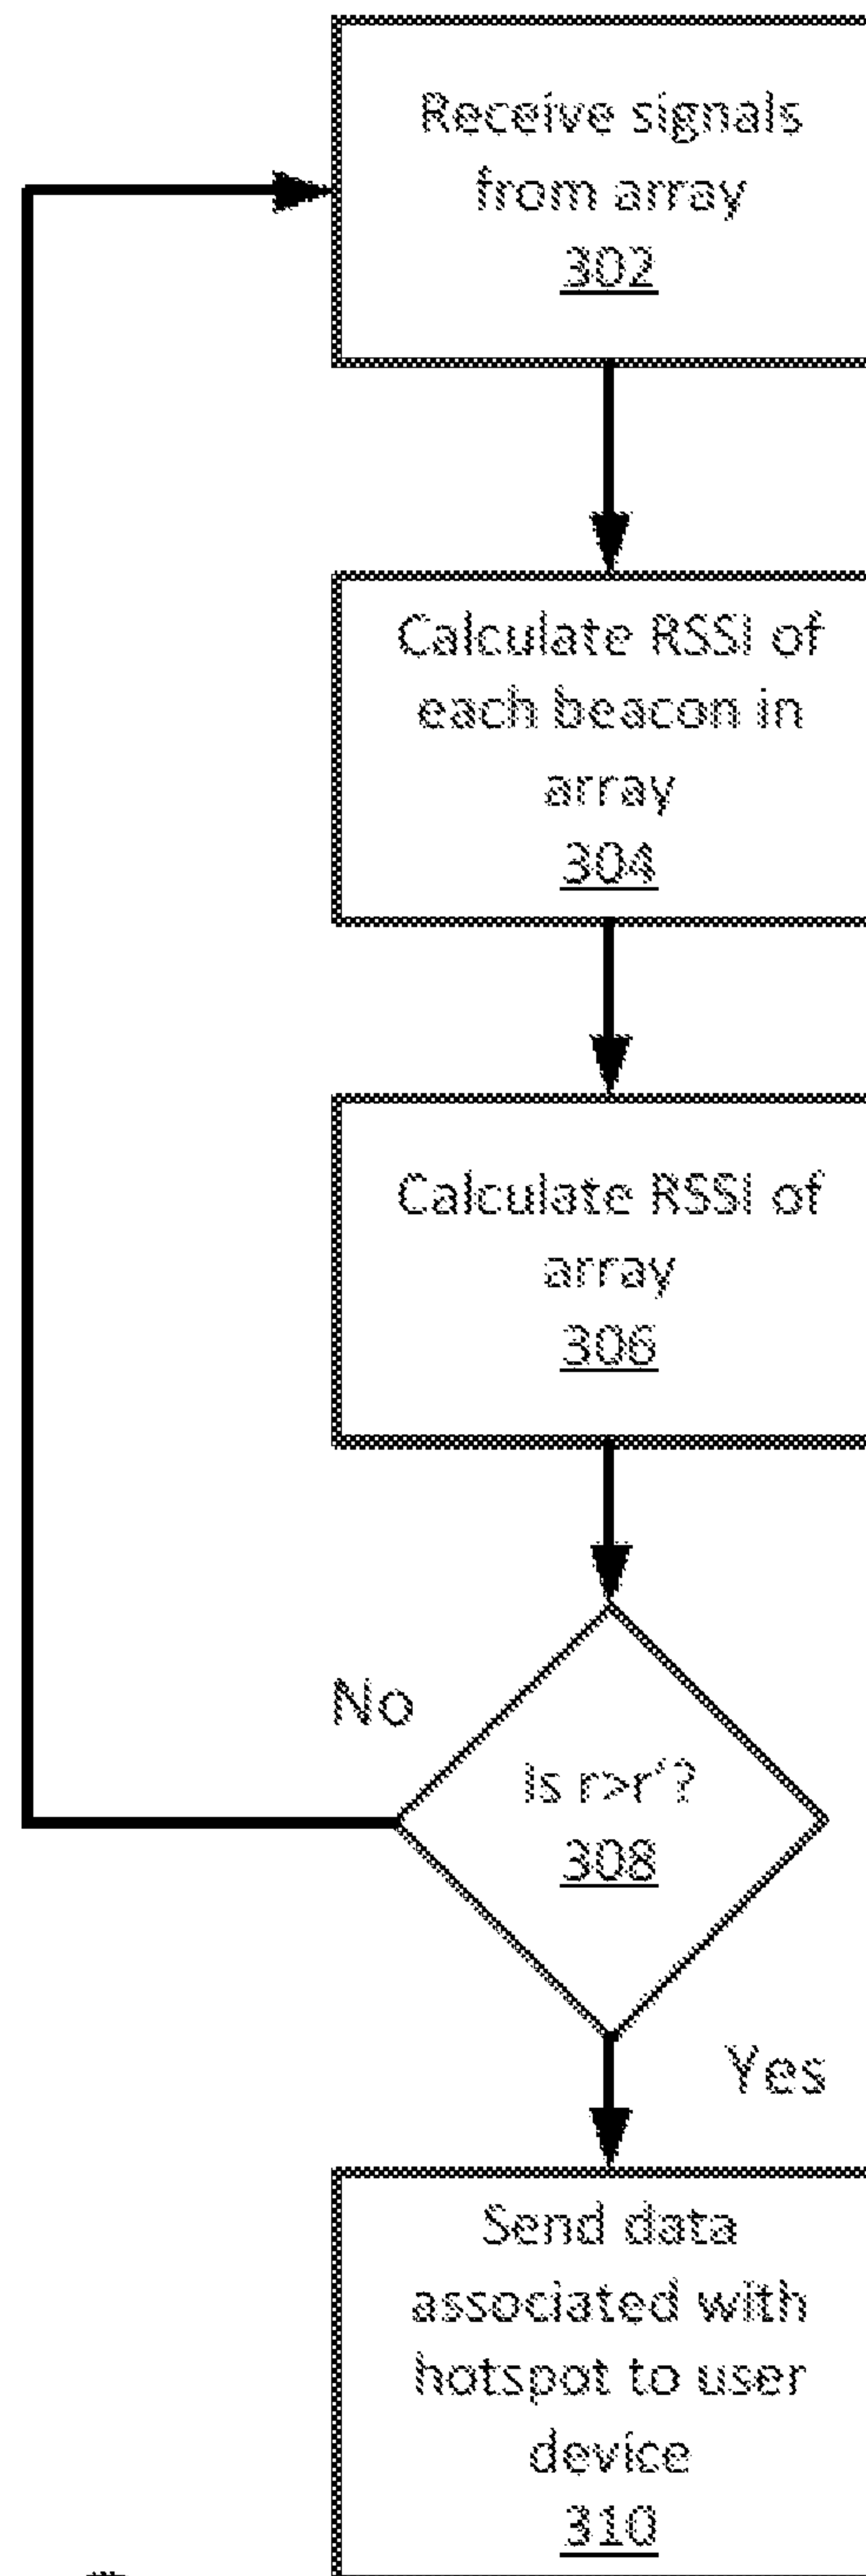 Receive signals
from array
302
Calculate RSSI of
each beacon in
array
304
Calculate RSSI of
array
306
No
Is r>r'?
308
Yes
Send data
associated with
hotspot to user
device
310